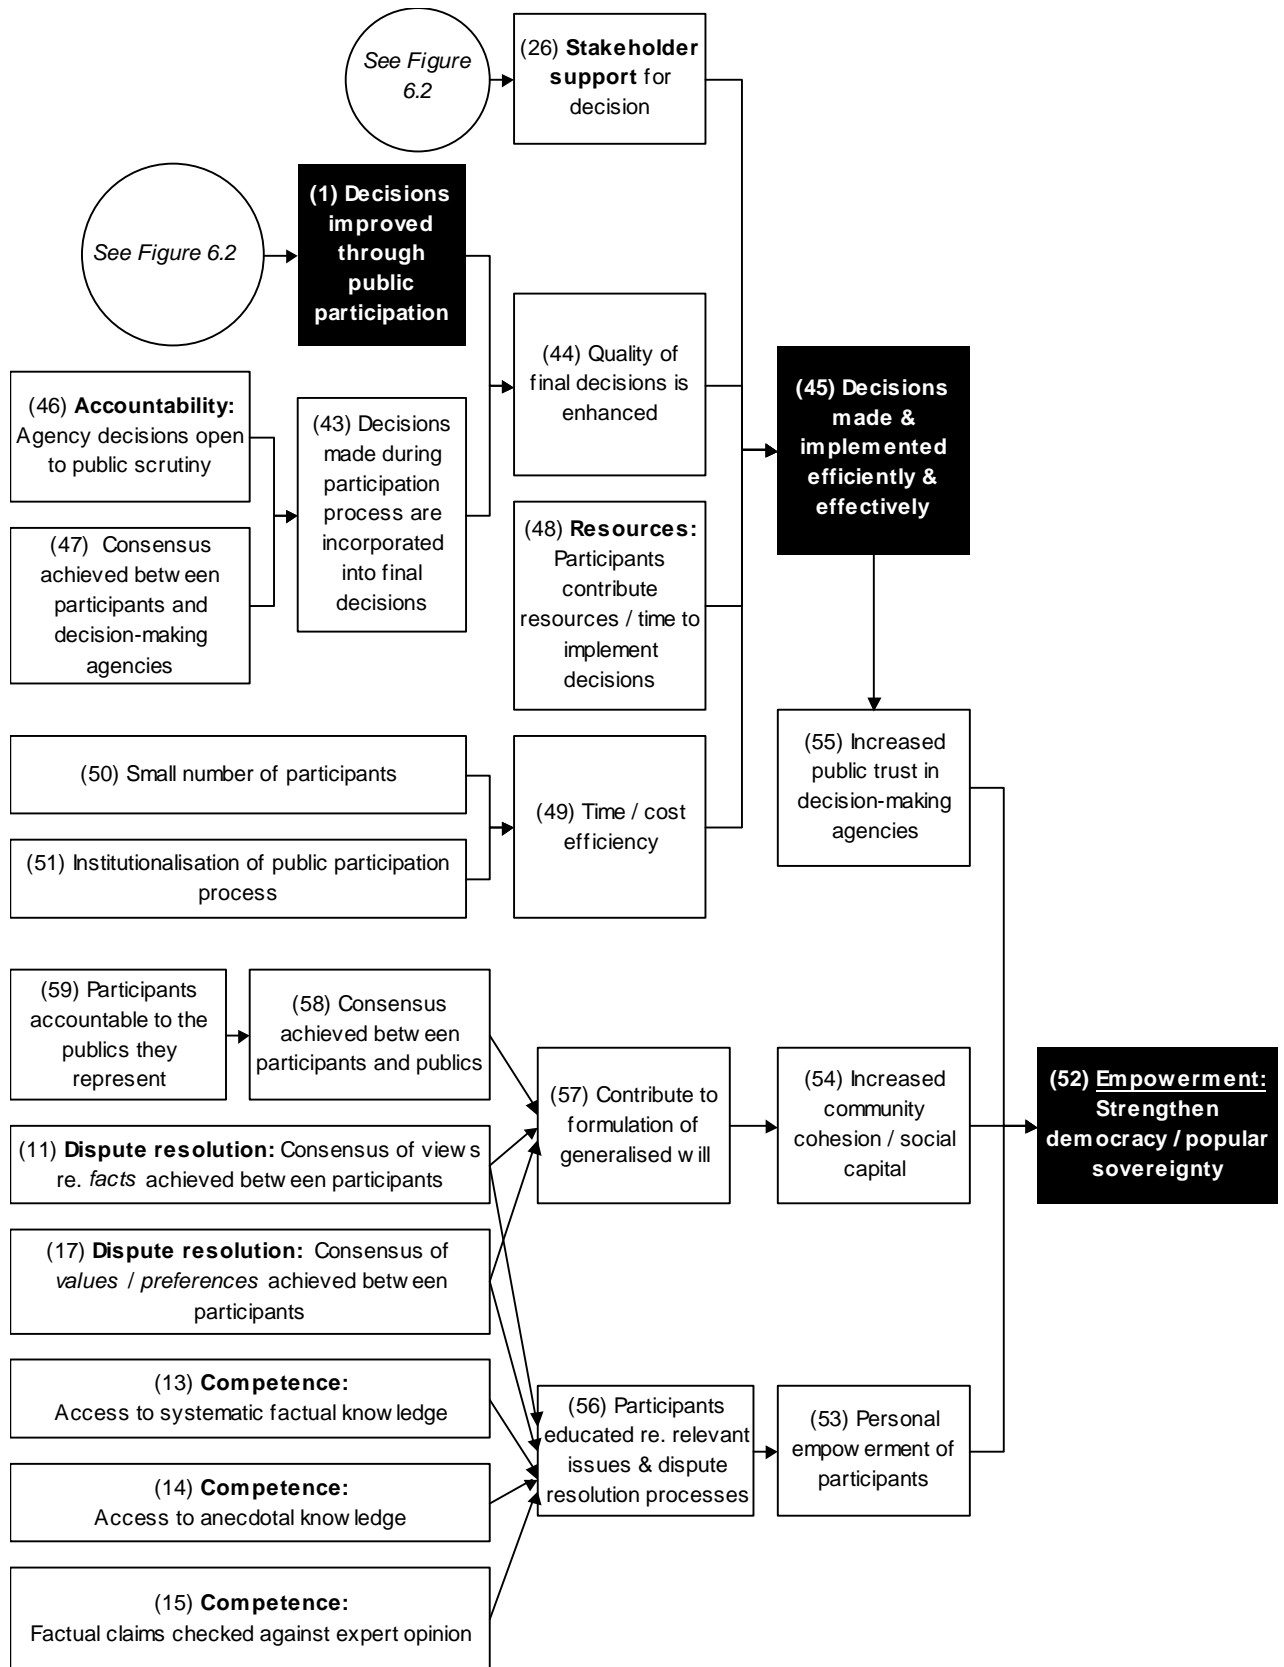 See Figure
6.2
(26) Stakeholder
support for
decision
See Figure 6.2
(1) Decisions
improved
through
public
participation
(44) Quality of
final decisions is
enhanced
(45) Decisions
made &
implemented
efficiently &
effectively
(46) Accountability:
Agency decisions open
to public scrutiny
(43) Decisions
made during
participation
process are
incorporated
into final
decisions
(47) Consensus
achieved between
participants and
decision-making
agencies
(48) Resources:
Participants
contribute
resources / time to
implement
decisions
(55) Increased
public trust in
decision-making
agencies
(50) Small number of participants
(49) Time / cost
efficiency
(51) Institutionalisation of public participation
process
(59) Participants
accountable to the
publics they
represent
(58) Consensus
achieved between
participants and publics
(57) Contribute to
formulation of
generalised will
(54) Increased
community
cohesion / social
capital
(52) Empowerment:
Strengthen
democracy / popular
sovereignty
(11) Dispute resolution: Consensus of views
re. facts achieved between participants
(17) Dispute resolution: Consensus of
values / preferences achieved between
participants
(13) Competence:
Access to systematic factual knowledge
(56) Participants
educated re. relevant
issues & dispute
resolution processes
(53) Personal
empowerment of
participants
(14) Competence:
Access to anecdotal knowledge
(15) Competence:
Factual claims checked against expert opinion